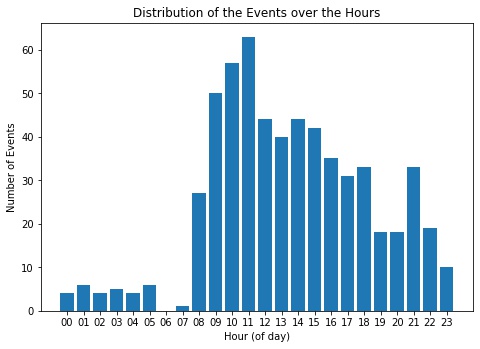 Distribution of the Events over the Hours
Number of Events
60
50
40
30
20
10
0
00 01 02 03 04 05 06 07 08 09 10 11 12 13 14 15 16 17 18 19 20 21 22 23
Hour (of day)